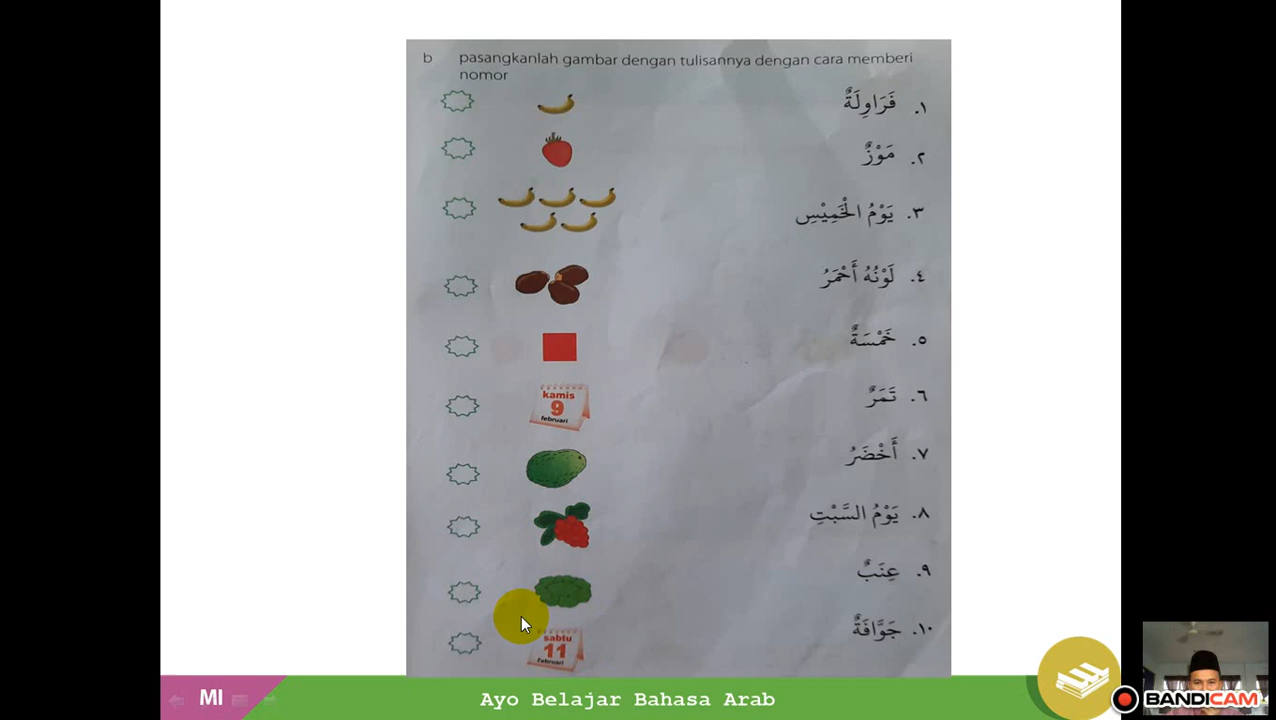 b pasangkanlah gambar dengan tulisannya dengan cara memberi
nomor
١. فَرَاوِلَةٌ
٢. مَوْزٌ
٣. يَوْمُ الْخَمِيْسِ
٤. لَوْنُهُ أَحْمَرُ
٥. خَمْسَةٌ
٦. تَمَرٌ
٧. أَخْضَرُ
٨. يَوْمُ السَّبْتِ
٩. عِنَبٌ
١٠. جَوَّافَةٌ
kamis
9
februari
sabtu
11
februari
MI
Ayo Belajar Bahasa Arab
BANDICAM